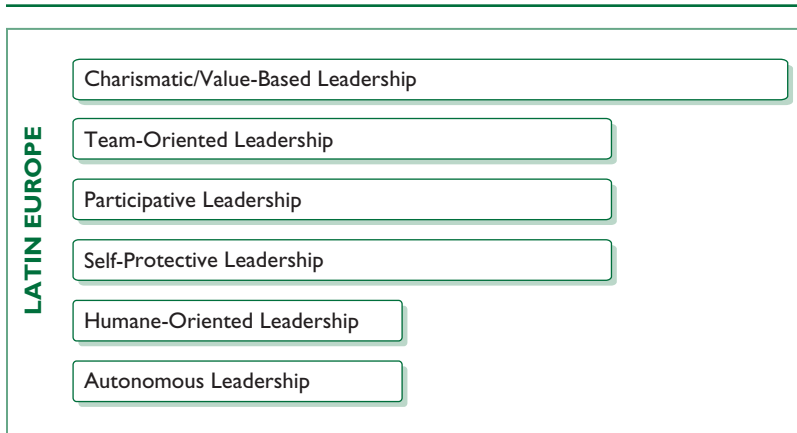 LATIN EUROPE
Charismatic/Value-Based Leadership
Team-Oriented Leadership
Participative Leadership
Self-Protective Leadership
Humane-Oriented Leadership
Autonomous Leadership